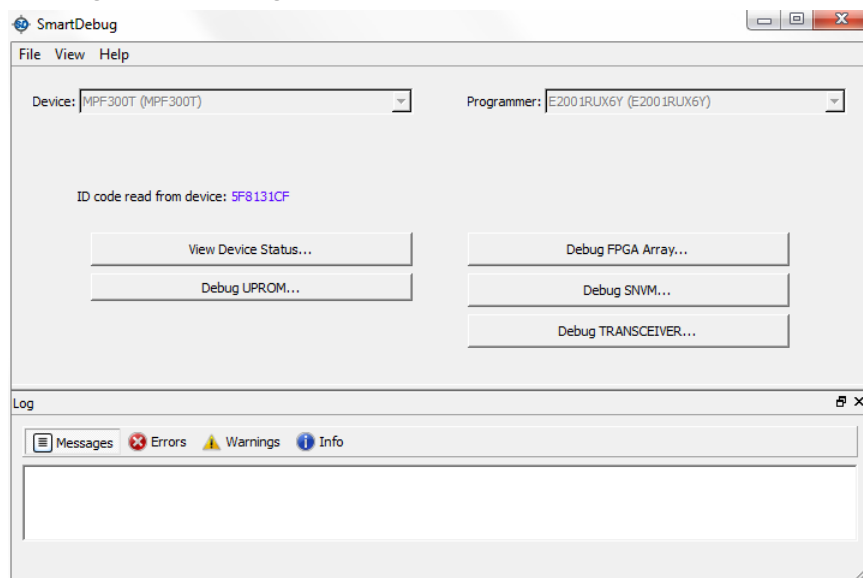 SmartDebug
File View Help
Device: MPF300T (MPF300T) Programmer: E2001RUX6Y (E2001RUX6Y)
ID code read from device: 5F8131CF
View Device Status... Debug FPGA Array...
Debug UPROM... Debug SNVM...
Debug TRANSCEIVER...
Log
Messages Errors Warnings Info